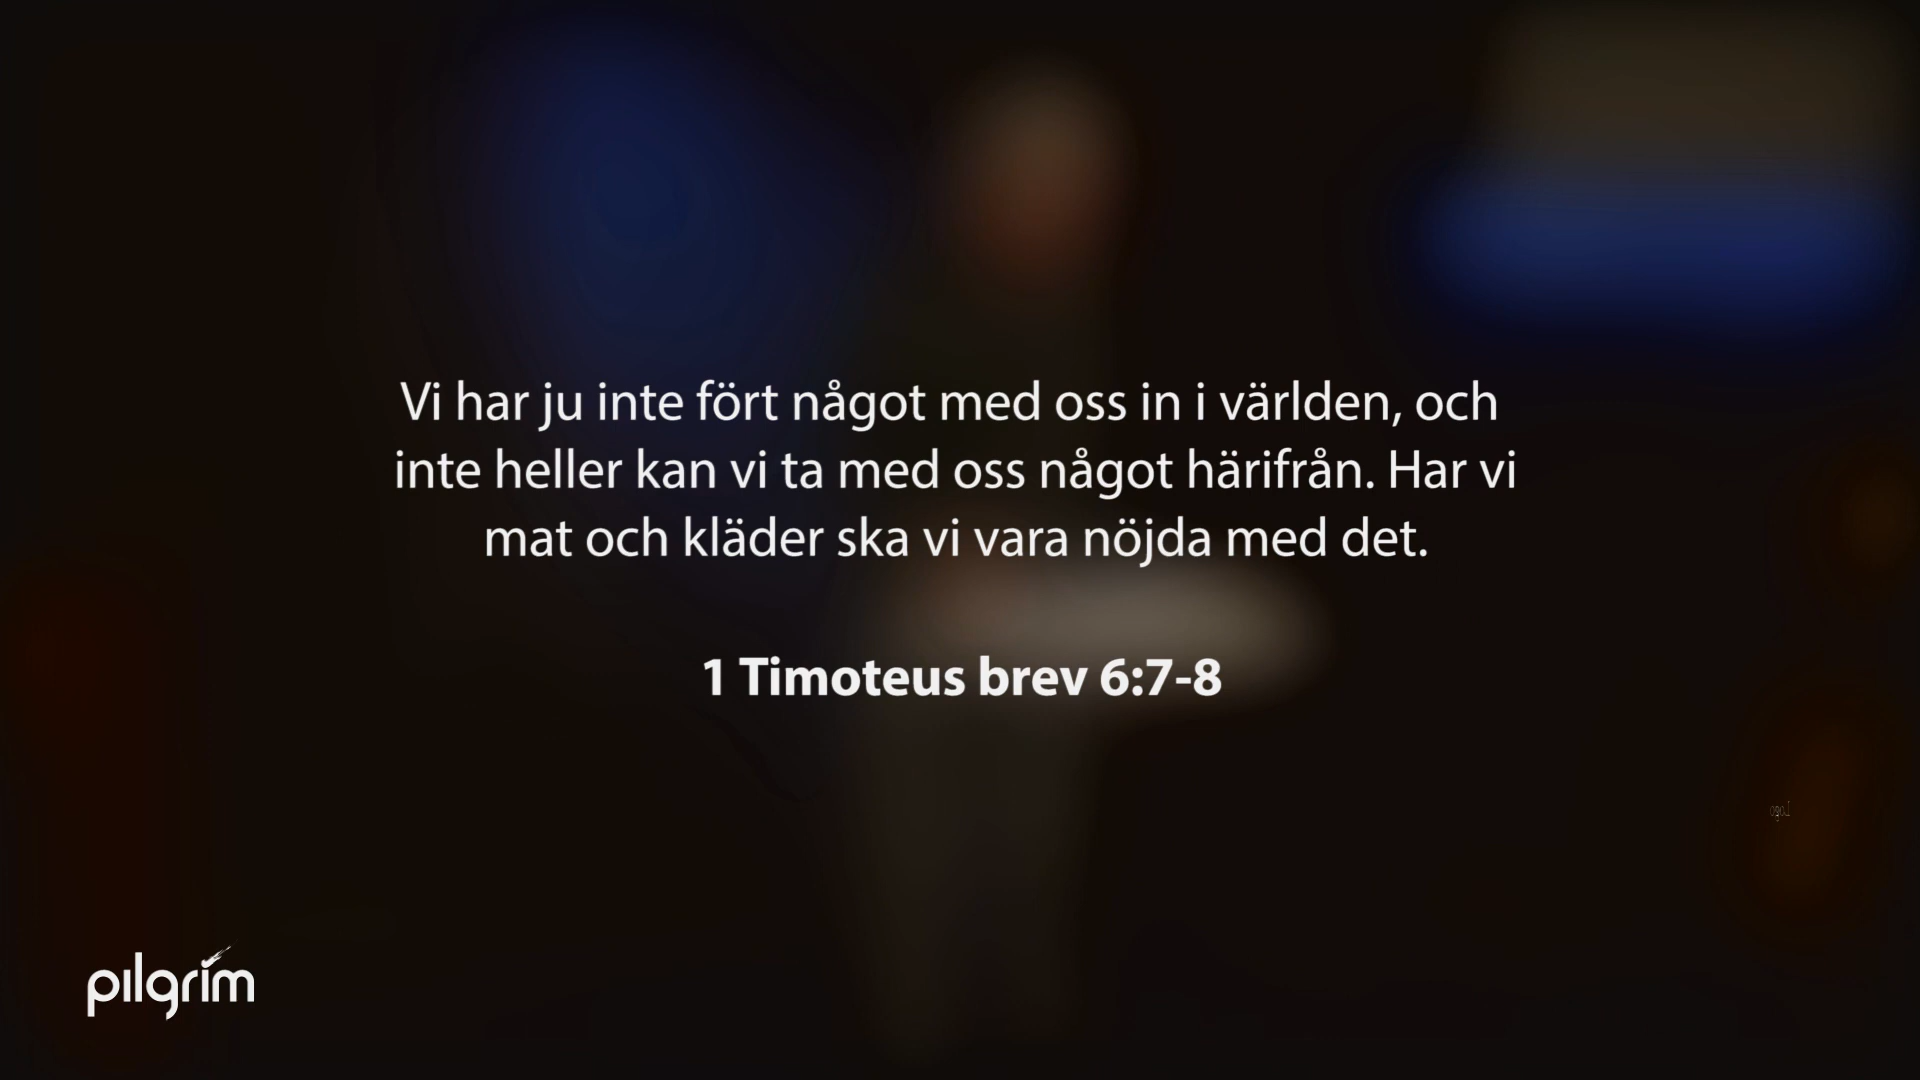 Vi har ju inte fört något med oss in i världen, och
inte heller kan vi ta med oss något härifrån. Har vi
mat och kläder ska vi vara nöjda med det.
1 Timoteus brev 6:7-8
pilgrim